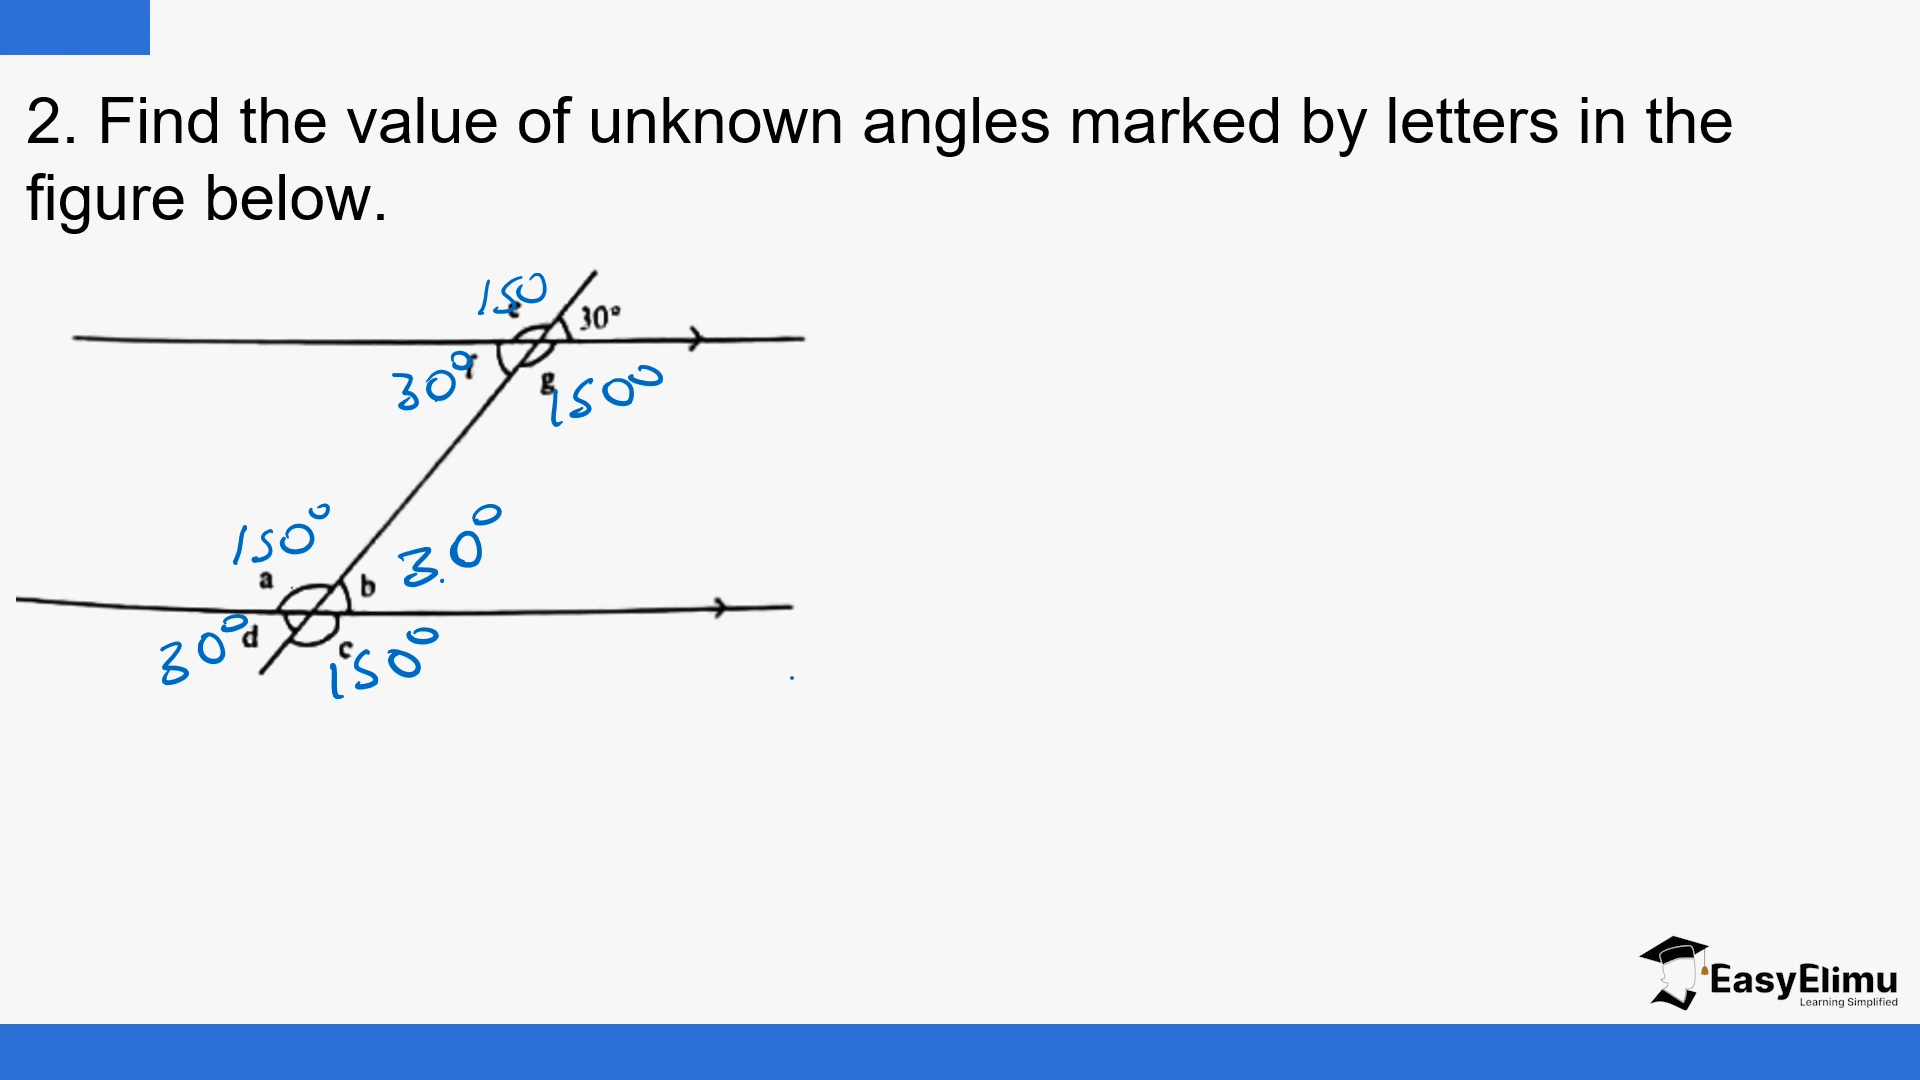 2. Find the value of unknown angles marked by letters in the
figure below.
150
e
30°
30°
f
g
150°
150°
30°
a
b
30°
d
c
150°
EasyElimu
Learning Simplified